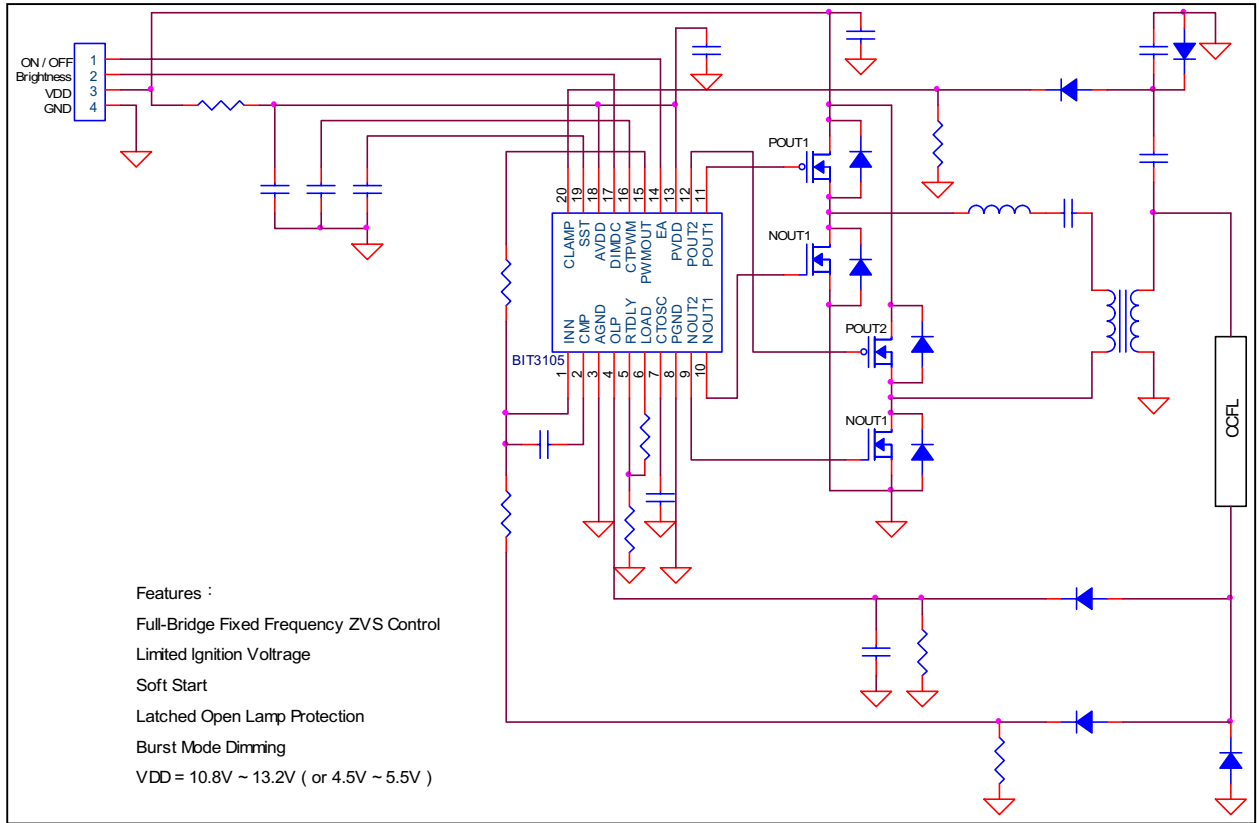 ON / OFF 1
Brightness 2
VDD 3
GND 4
POUT1
20 19 18 17 16 15 14 13 12 11
CLAMP SST AVDD DIMDC CTPWM PWMOUT EA PVDD POUT2 POUT1
NOUT1
INN CMP AGND OLP RTDLY LOAD CTOSC PGND NOUT2 NOUT1
POUT2
BIT3105
1 2 3 4 5 6 7 8 9 10
NOUT1
CCFL
Features :
Full-Bridge Fixed Frequency ZVS Control
Limited Ignition Voltrage
Soft Start
Latched Open Lamp Protection
Burst Mode Dimming
VDD = 10.8V ~ 13.2V ( or 4.5V ~ 5.5V )